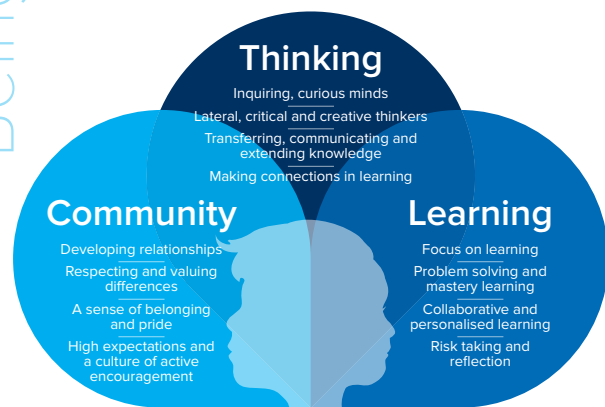 Thinking
Inquiring, curious minds
Lateral, critical and creative thinkers
Transferring, communicating and
extending knowledge
Making connections in learning
Community
Developing relationships
Respecting and valuing
differences
A sense of belonging
and pride
High expectations and
a culture of active
encouragement
Learning
Focus on learning
Problem solving and
mastery learning
Collaborative and
personalised learning
Risk taking and
reflection